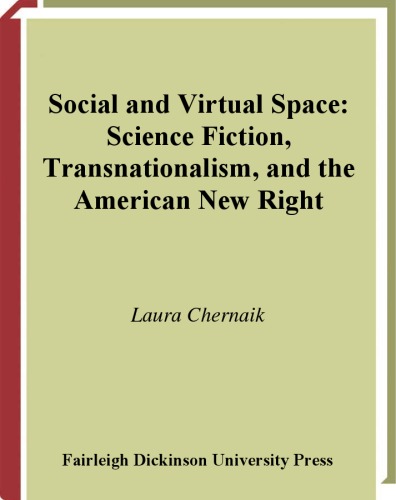 Social and Virtual Space:
Science Fiction,
Transnationalism, and the
American New Right
Laura Chernaik
Fairleigh Dickinson University Press